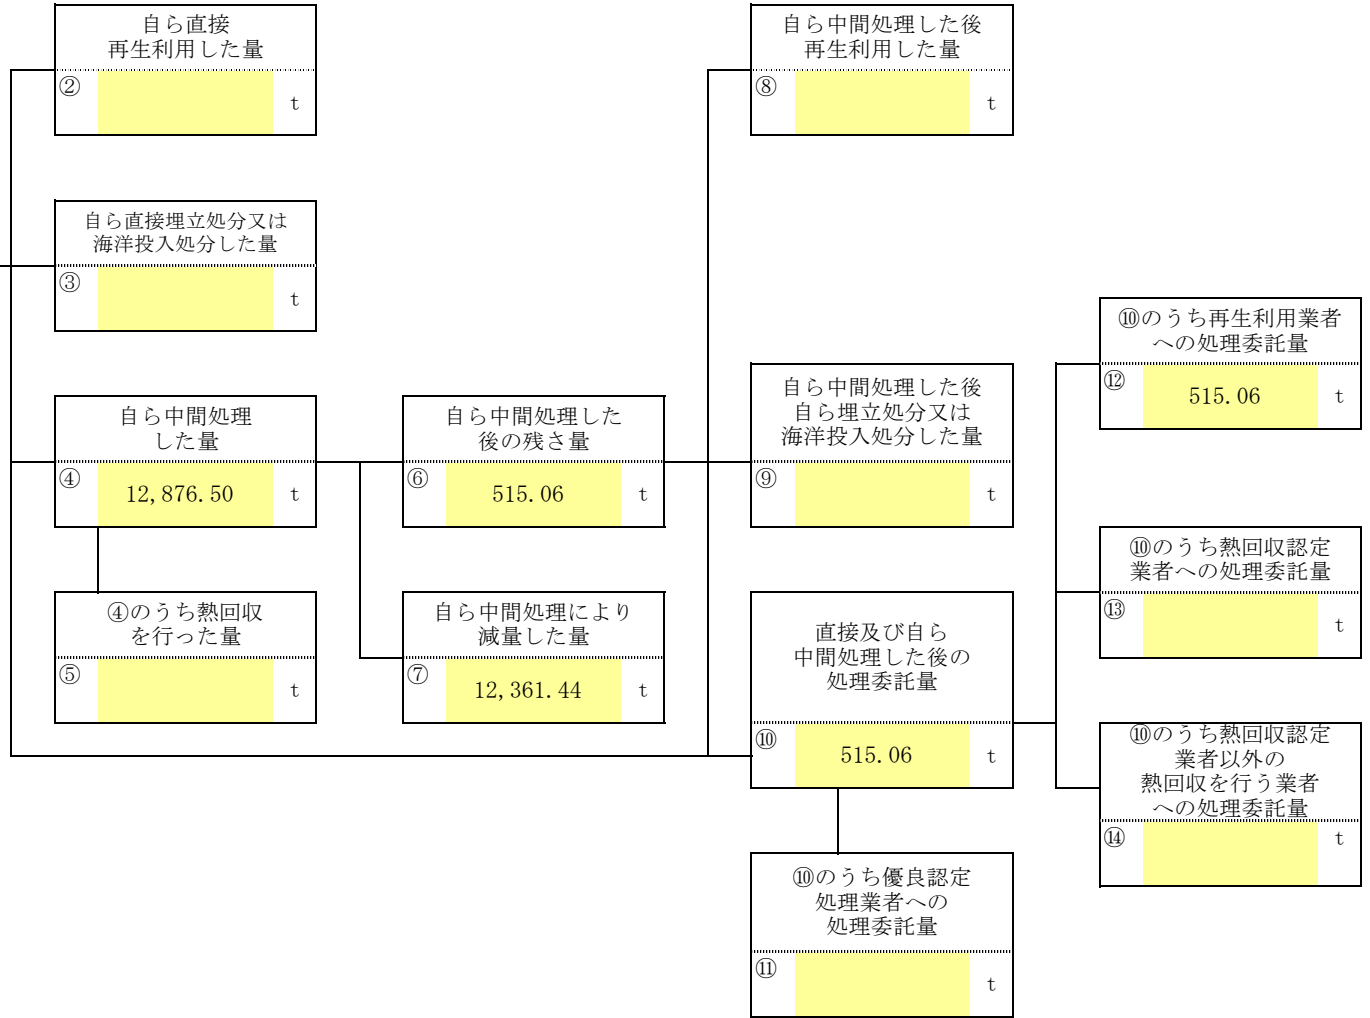 自ら直接
再生利用した量
②
t
自ら中間処理した後
再生利用した量
⑧
t
自ら直接埋立処分又は
海洋投入処分した量
③
t
⑩のうち再生利用業者
への処理委託量
⑫
515.06 t
自ら中間処理
した量
④
12,876.50 t
自ら中間処理した
後の残さ量
⑥
515.06 t
自ら中間処理した後
自ら埋立処分又は
海洋投入処分した量
⑨
t
⑩のうち熱回収認定
業者への処理委託量
⑬
t
④のうち熱回収
を行った量
⑤
t
自ら中間処理により
減量した量
⑦
12,361.44 t
直接及び自ら
中間処理した後の
処理委託量
⑩
515.06 t
⑩のうち熱回収認定
業者以外の
熱回収を行う業者
への処理委託量
⑭
t
⑩のうち優良認定
処理業者への
処理委託量
⑪
t